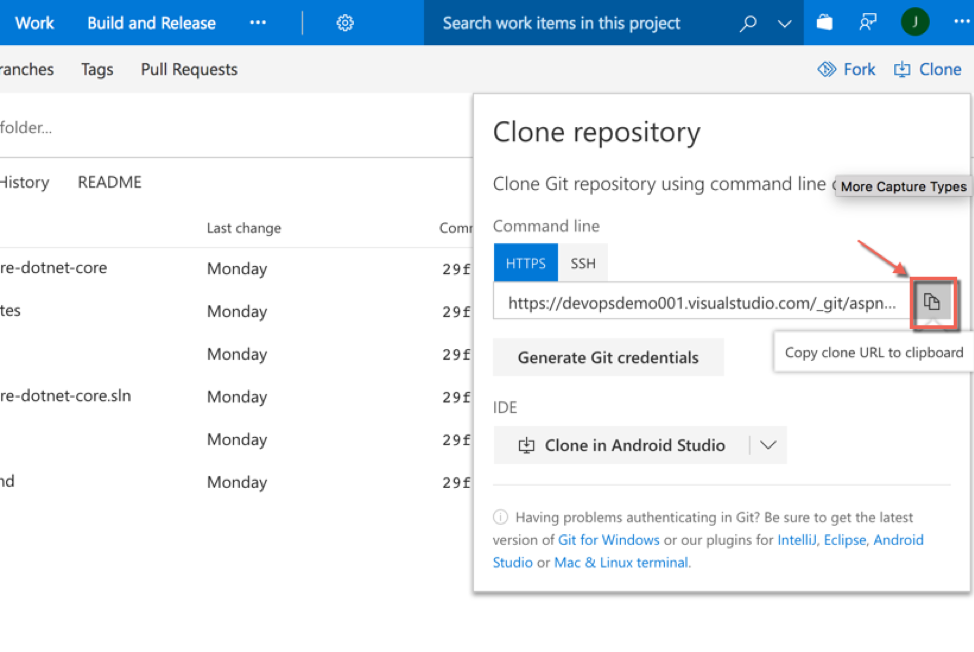 Work Build and Release ... Search work items in this project J ...
ranches Tags Pull Requests Fork Clone
folder...
History README
Last change Comm
re-dotnet-core Monday 29f
tes Monday 29f
Monday 29f
re-dotnet-core.sln Monday 29f
Monday 29f
nd Monday 29f
Clone repository
Clone Git repository using command line
More Capture Types
Command line
HTTPS SSH
https://devopsdemo001.visualstudio.com/_git/aspn...
Generate Git credentials
Copy clone URL to clipboard
IDE
Clone in Android Studio
Having problems authenticating in Git? Be sure to get the latest
version of Git for Windows or our plugins for IntelliJ, Eclipse, Android
Studio or Mac & Linux terminal.